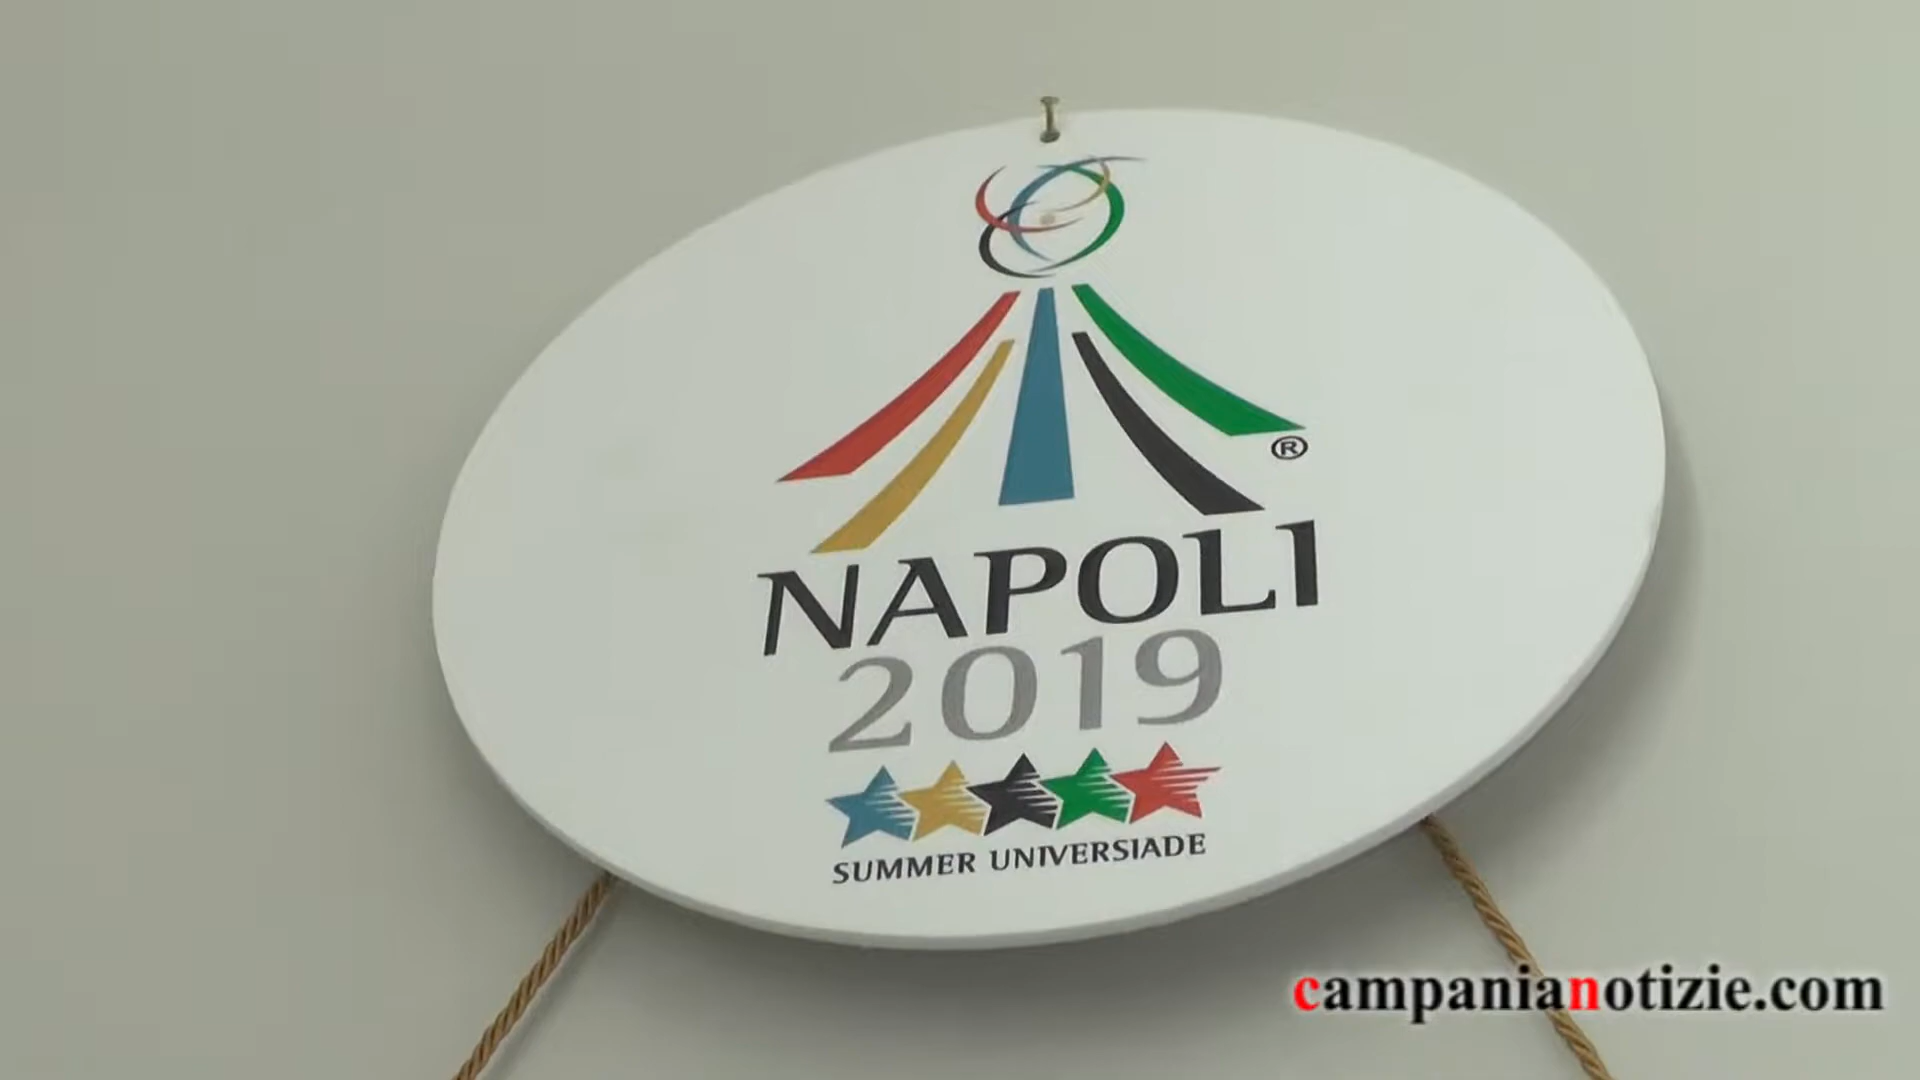 ®
NAPOLI
2019
SUMMER UNIVERSIADE
campanianotizie.com